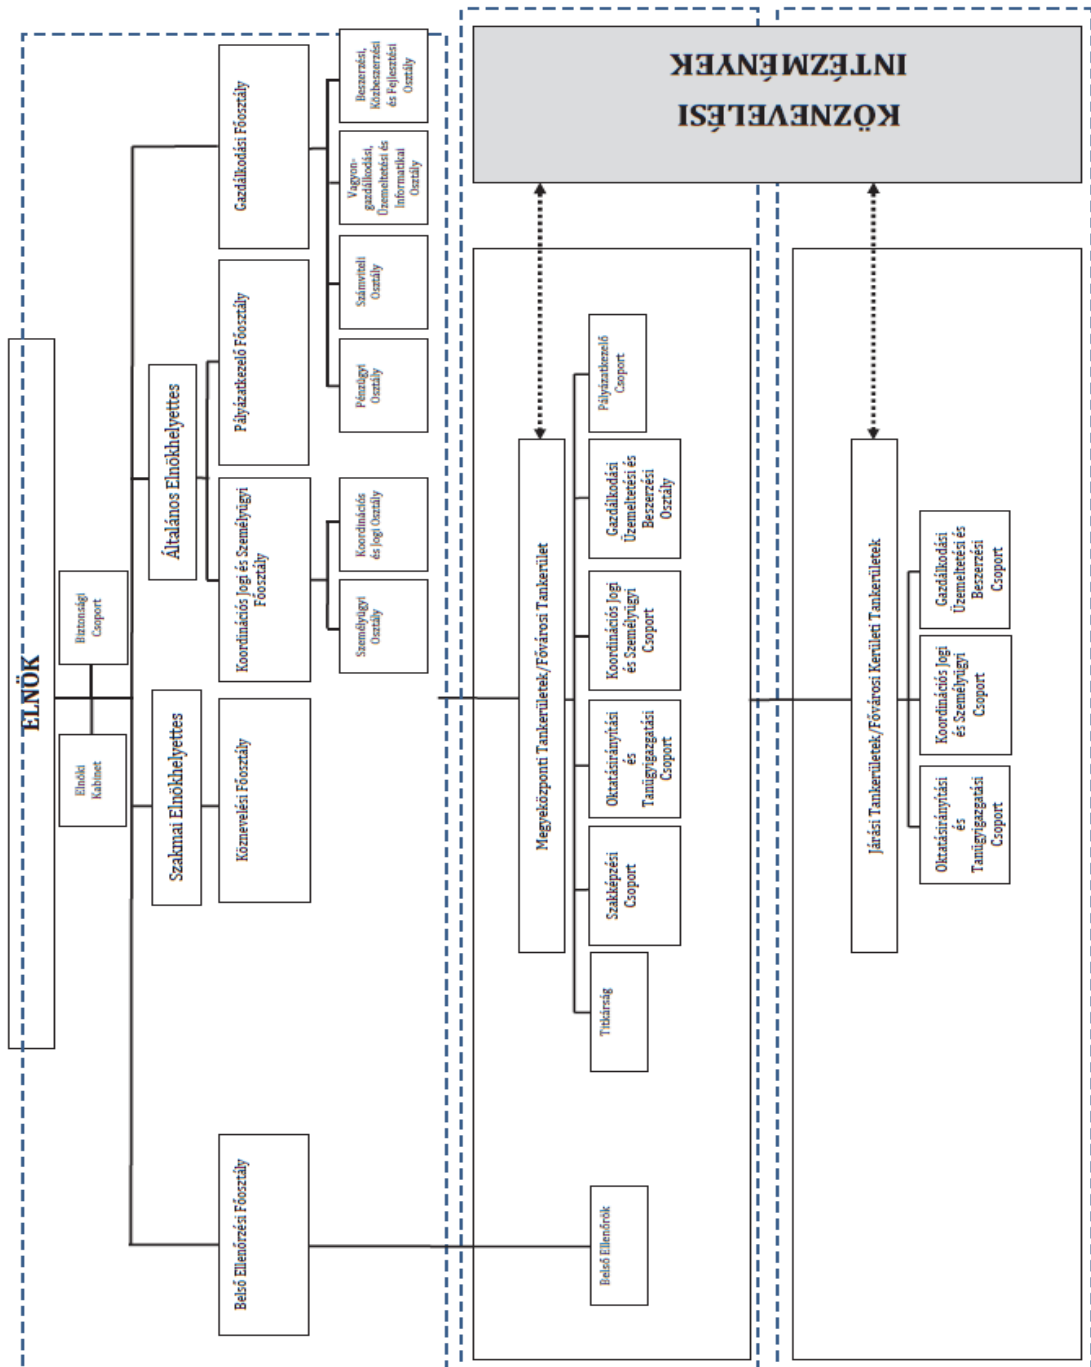 ELNÖK
Elnöki
Kabinet
Biztonsági
Csoport
Szakmai Elnökhelyettes
Általános Elnökhelyettes
Belső Ellenőrzési Főosztály
Köznevelési Főosztály
Koordinációs Jogi és Személyügyi
Főosztály
Pályázatkezelő Főosztály
Gazdálkodási Főosztály
Személyügyi
Osztály
Koordinációs
és Jogi Osztály
Pénzügyi
Osztály
Számviteli
Osztály
Vagyon-
gazdálkodási,
Üzemeltetési és
Informatikai
Osztály
Beszerzési,
Közbeszerzési
és Fejlesztési
Osztály
Megyeközponti Tankerületek/Fővárosi Tankerület
Belső Ellenőrök
Titkárság
Szakképzési
Csoport
Oktatásirányítási
és
Tanügyigazgatási
Csoport
Koordinációs Jogi
és Személyügyi
Csoport
Gazdálkodási
Üzemeltetési és
Beszerzési
Osztály
Pályázatkezelő
Csoport
Járási Tankerületek/Fővárosi Kerületi Tankerületek
Oktatásirányítási
és
Tanügyigazgatási
Csoport
Koordinációs Jogi
és Személyügyi
Csoport
Gazdálkodási
Üzemeltetési és
Beszerzési
Csoport
KÖZNEVELÉSI
INTÉZMÉNYEK